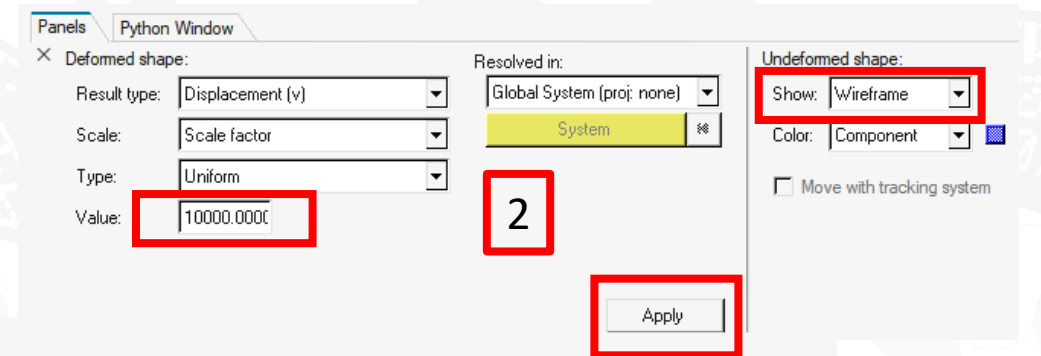 Panels Python Window
Deformed shape: Resolved in: Undeformed shape:
Result type: Displacement (v) Global System (proj: none) Show: Wireframe
Scale: Scale factor System Color: Component
Type: Uniform Move with tracking system
Value: 10000.000 2
Apply